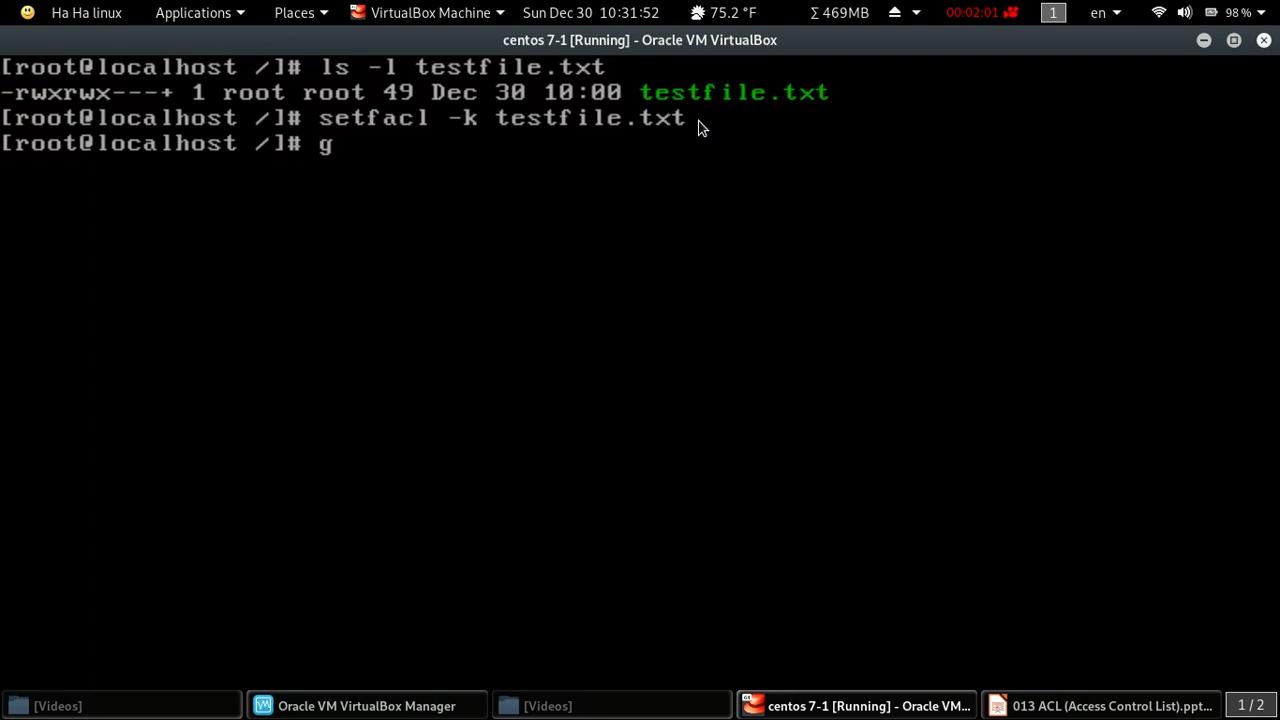 Ha Ha linux Applications Places VirtualBox Machine Sun Dec 30 10:31:52 75.2 °F Σ 469MB 00:02:01 1 en 98 %
centos 7-1 [Running] - Oracle VM VirtualBox
[root@localhost /]# ls -l testfile.txt
-rwxrwx---+ 1 root root 49 Dec 30 10:00 testfile.txt
[root@localhost /]# setfacl -k testfile.txt
[root@localhost /]# g
[Videos] Oracle VM VirtualBox Manager [Videos] centos 7-1 [Running] - Oracle VM... 013 ACL (Access Control List).ppt... 1 / 2